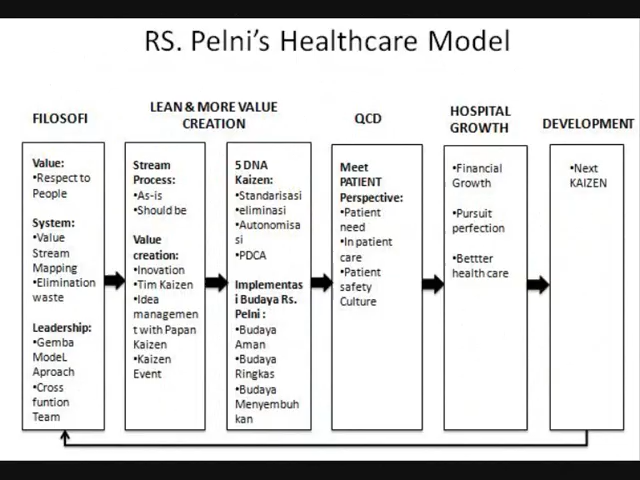 RS. Pelni's Healthcare Model
FILOSOFI
LEAN & MORE VALUE
CREATION
QCD
HOSPITAL
GROWTH
DEVELOPMENT
Value:
•Respect to
People
System:
•Value
Stream
Mapping
•Elimination
waste
Leadership:
•Gemba
ModeL
Aproach
•Cross
funtion
Team
Stream
Process:
•As-is
•Should be
Value
creation:
•Inovation
•Tim Kaizen
•Idea
managemen
t with Papan
Kaizen
•Kaizen
Event
5 DNA
Kaizen:
•Standarisasi
•eliminasi
•Autonomisa
si
•PDCA
Implementas
i Budaya Rs.
Pelni :
•Budaya
Aman
•Budaya
Ringkas
•Budaya
Menyembuh
kan
Meet
PATIENT
Perspective:
•Patient
need
•In patient
care
•Patient
safety
Culture
•Financial
Growth
•Pursuit
perfection
•Bettter
health care
•Next
KAIZEN